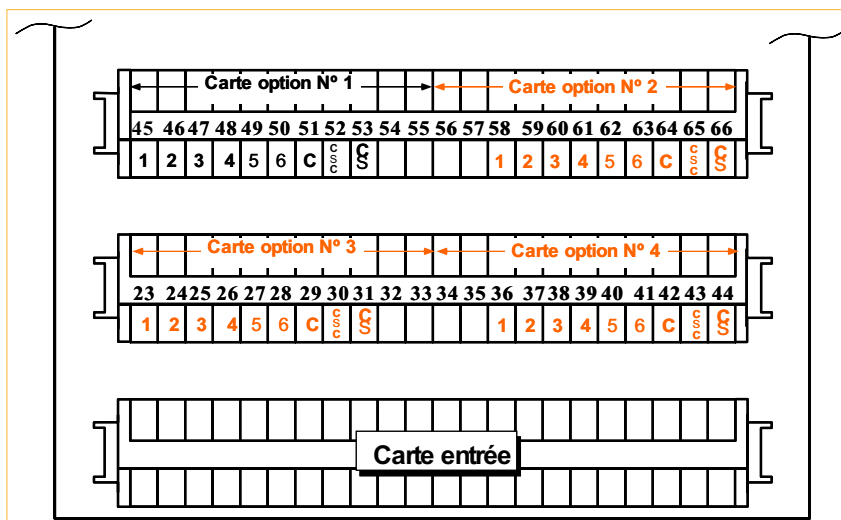 Carte option Nº 1 Carte option Nº 2
45 46 47 48 49 50 51 52 53 54 55 56 57 58 59 60 61 62 63 64 65 66
1 2 3 4 5 6 C CSC CS 1 2 3 4 5 6 C CSC CS
Carte option Nº 3 Carte option Nº 4
23 24 25 26 27 28 29 30 31 32 33 34 35 36 37 38 39 40 41 42 43 44
1 2 3 4 5 6 C CSC CS 1 2 3 4 5 6 C CSC CS
Carte entrée